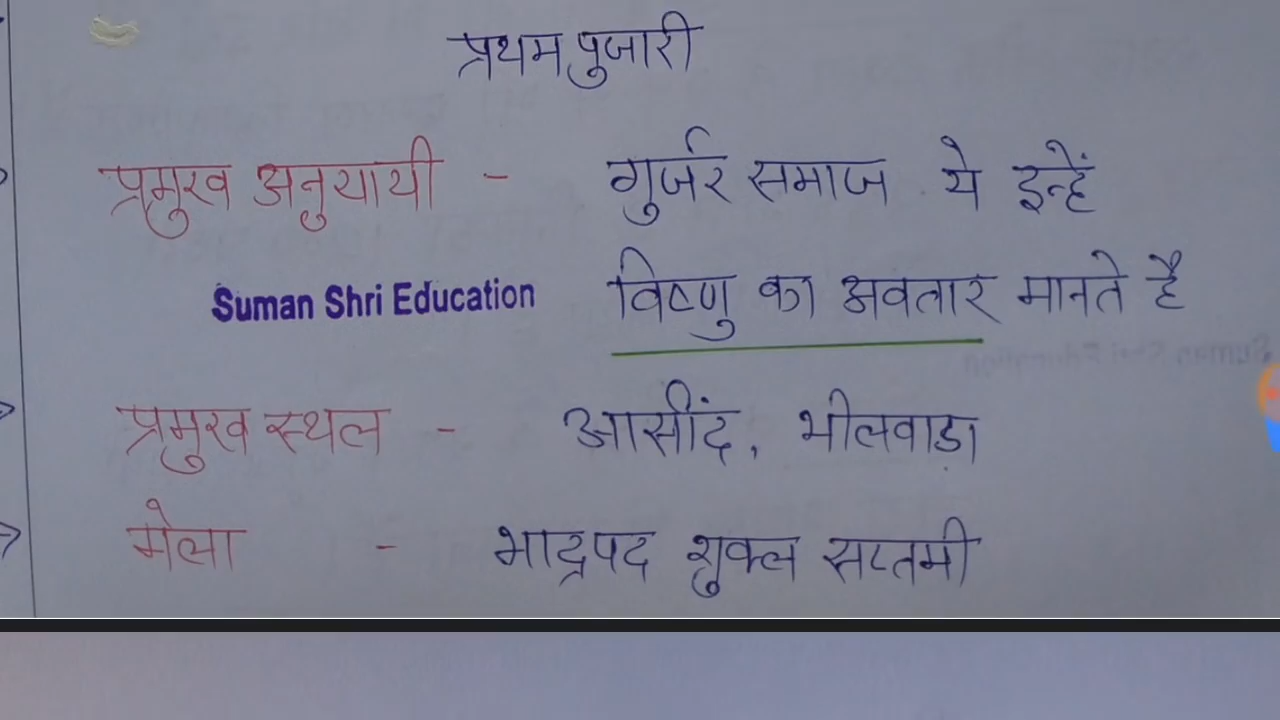 प्रथम पुजारी
प्रमुख अनुयायी - गुर्जर समाज ये इन्हें
Suman Shri Education विष्णु का अवतार मानते है
प्रमुख स्थल - आसींद, भीलवाड़ा
मेला - भाद्रपद शुक्ल सप्तमी